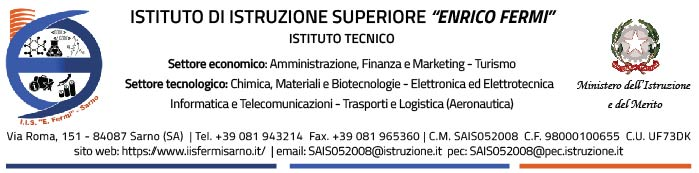 ISTITUTO DI ISTRUZIONE SUPERIORE "ENRICO FERMI"
ISTITUTO TECNICO
Settore economico: Amministrazione, Finanza e Marketing - Turismo
Settore tecnologico: Chimica, Materiali e Biotecnologie - Elettronica ed Elettrotecnica
Informatica e Telecomunicazioni - Trasporti e Logistica (Aeronautica)
I.I.S. "E. Fermi" - Sarno
Ministero dell'Istruzione
e del Merito
Via Roma, 151 - 84087 Sarno (SA) | Tel. +39 081 943214 Fax. +39 081 965360 | C.M. SAIS052008 C.F. 98000100655 C.U. UF73DK
sito web: https://www.iisfermisarno.it/ | email: SAIS052008@istruzione.it pec: SAIS052008@pec.istruzione.it